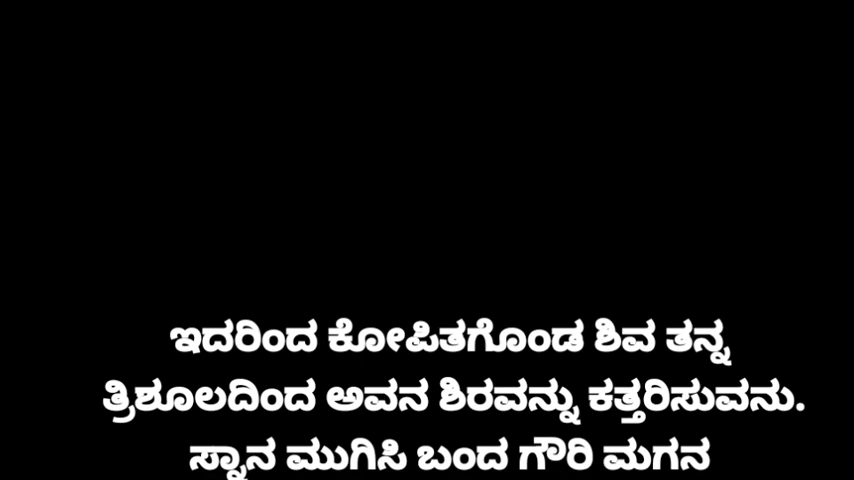 ಇದರಿಂದ ಕೋಪಿತಗೊಂಡ ಶಿವ ತನ್ನ
ತ್ರಿಶೂಲದಿಂದ ಅವನ ಶಿರವನ್ನು ಕತ್ತರಿಸುವನು.
ಸ್ನಾನ ಮುಗಿಸಿ ಬಂದ ಗೌರಿ ಮಗನ